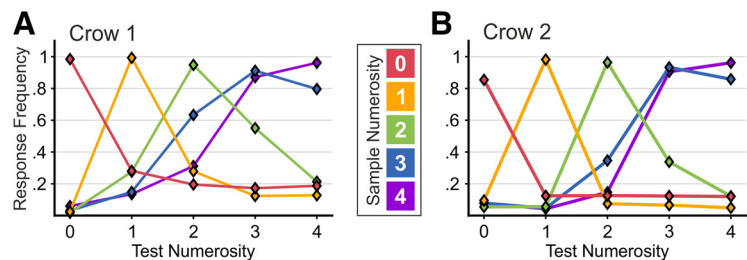 A
Crow 1
Response Frequency
1
.8
.6
.4
.2
0 1 2 3 4
Test Numerosity
Sample Numerosity
0
1
2
3
4
B
Crow 2
1
.8
.6
.4
.2
0 1 2 3 4
Test Numerosity